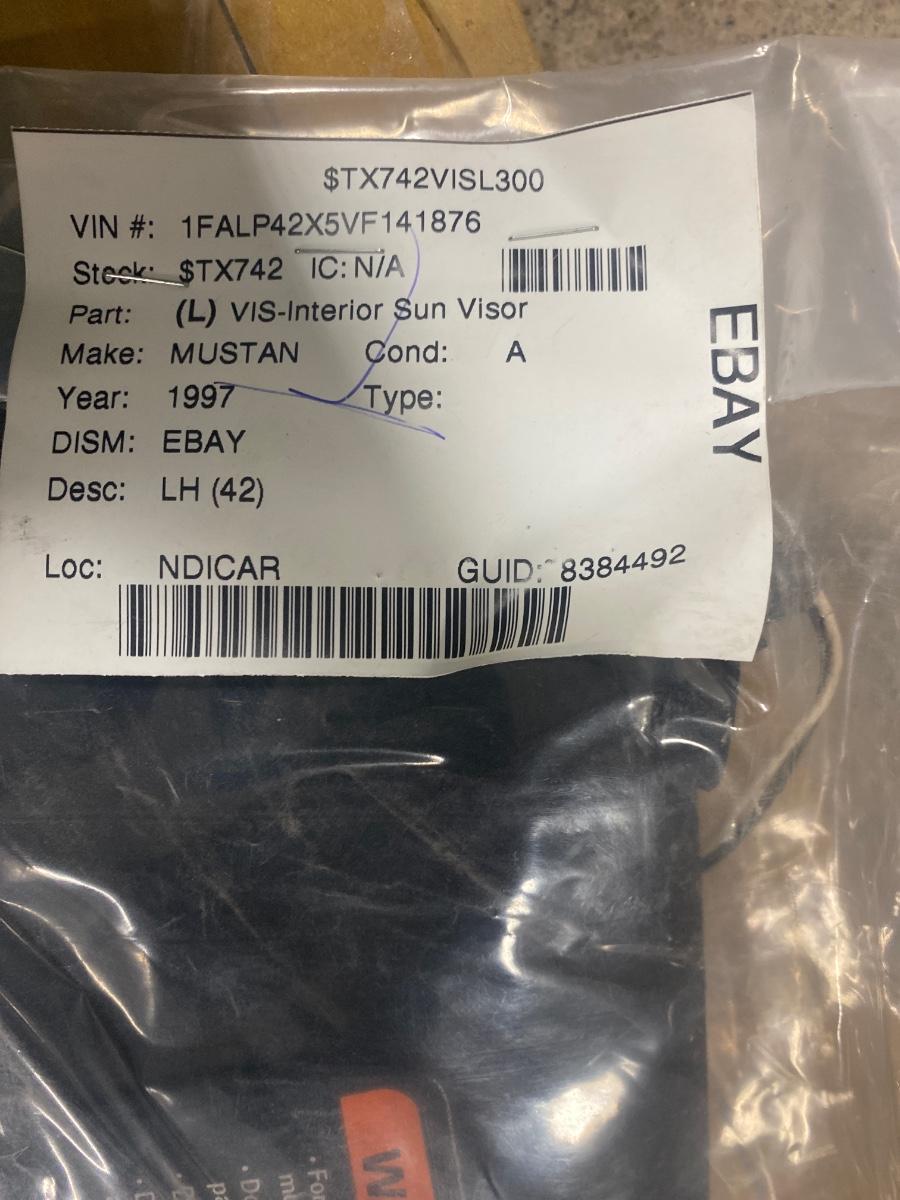 $TX742VISL300
VIN #: 1FALP42X5VF141876
Stock: $TX742 IC: N/A
Part: (L) VIS-Interior Sun Visor
Make: MUSTAN Cond: A
Year: 1997 Type:
DISM: EBAY
Desc: LH (42)
Loc: NDICAR GUID: 8384492
EBAY
W